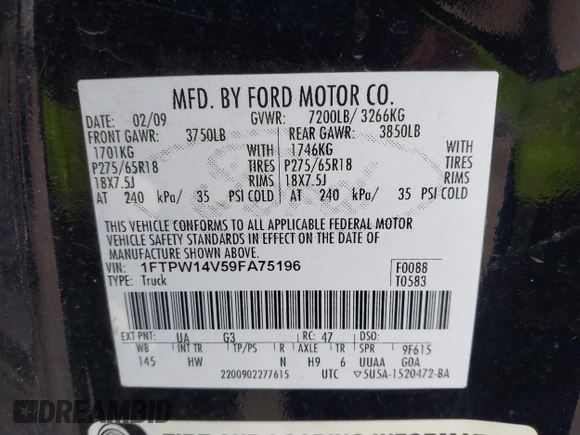 MFD. BY FORD MOTOR CO.
DATE: 02/09 GVWR: 7200LB/ 3266KG
FRONT GAWR: 3750LB REAR GAWR: 3850LB
1701KG 1746KG
P275/65R18 TIRES P275/65R18 TIRES
18X7.5J RIMS 18X7.5J RIMS
AT 240 kPa/ 35 PSI COLD AT 240 kPa/ 35 PSI COLD
THIS VEHICLE CONFORMS TO ALL APPLICABLE FEDERAL MOTOR
VEHICLE SAFETY STANDARDS IN EFFECT ON THE DATE OF
MANUFACTURE SHOWN ABOVE.
VIN: 1FTPW14V59FA75196 F0088
TYPE: Truck T0583
EXT PNT: UA G3 RC: 47 DSO:
WB INT TR TP/PS R AXLE TR SPR 9F615
145 HW N H9 6 UUAA G0A
2200902277615 UTC 5U5A-1520472-BA
DREAMBID
TIRE AND LOADING INFORMAT